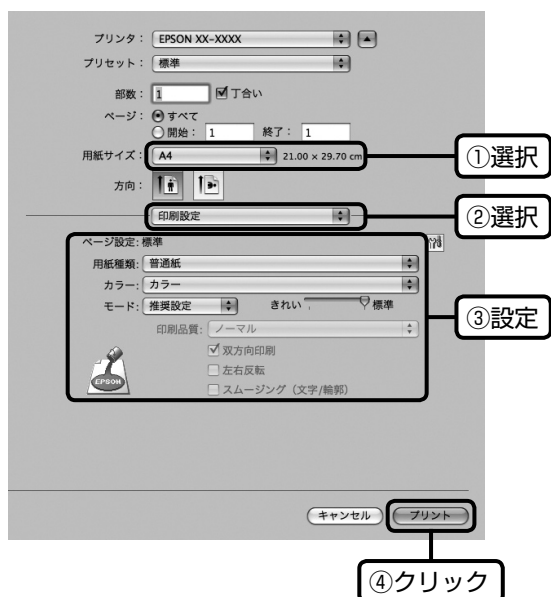 プリンタ： EPSON XX-XXXX
プリセット： 標準
部数： 1 丁合い
ページ： すべて
開始： 1 終了： 1
用紙サイズ： A4 21.00 × 29.70 cm
①選択
方向：
印刷設定
②選択
ページ設定: 標準
用紙種類: 普通紙
カラー: カラー
モード: 推奨設定 きれい 標準
③設定
印刷品質: ノーマル
双方向印刷
左右反転
スムージング（文字/輪郭）
EPSON
キャンセル プリント
④クリック